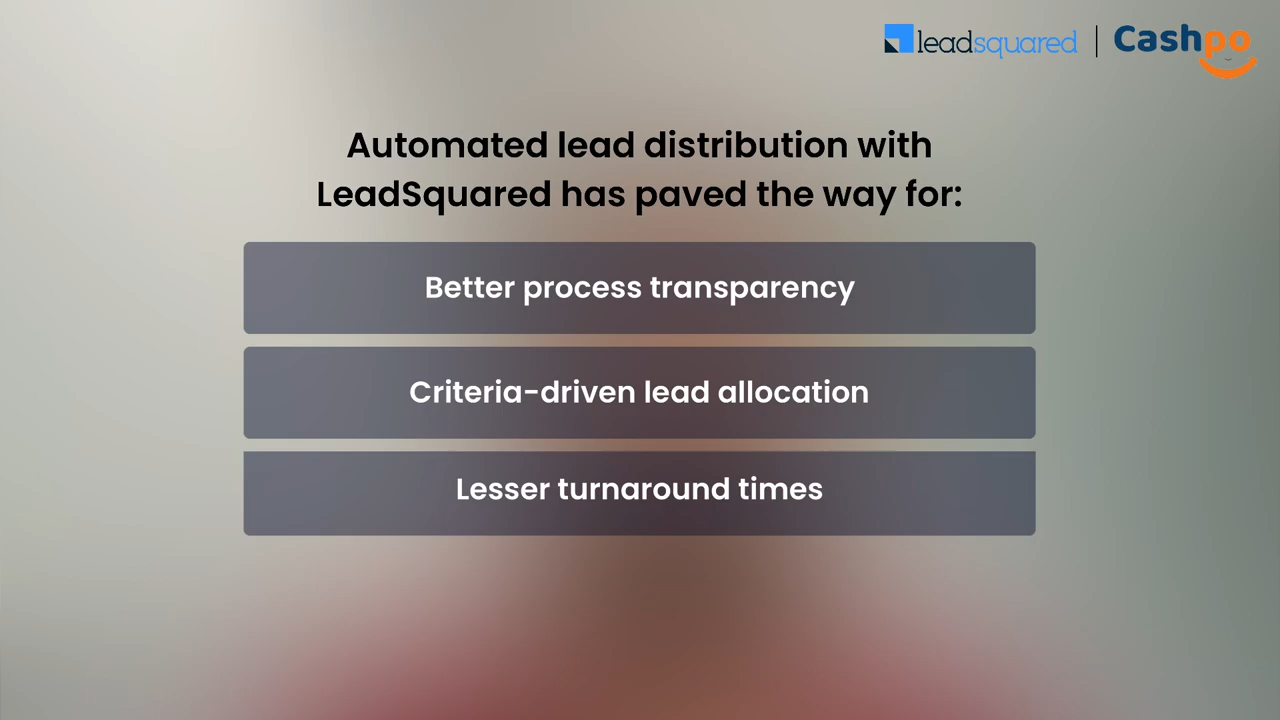 leadsquared | Cashpo
Automated lead distribution with
LeadSquared has paved the way for:
Better process transparency
Criteria-driven lead allocation
Lesser turnaround times